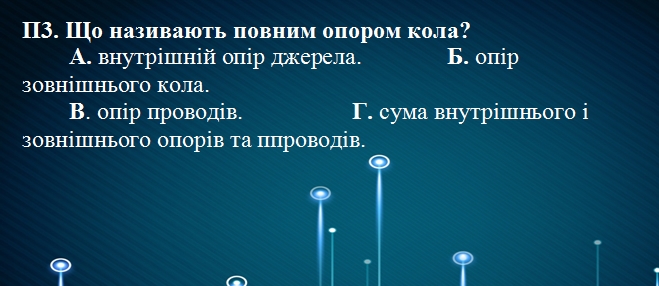 П3. Що називають повним опором кола?
А. внутрішній опір джерела. Б. опір
зовнішнього кола.
В. опір проводів. Г. сума внутрішнього і
зовнішнього опорів та ппроводів.